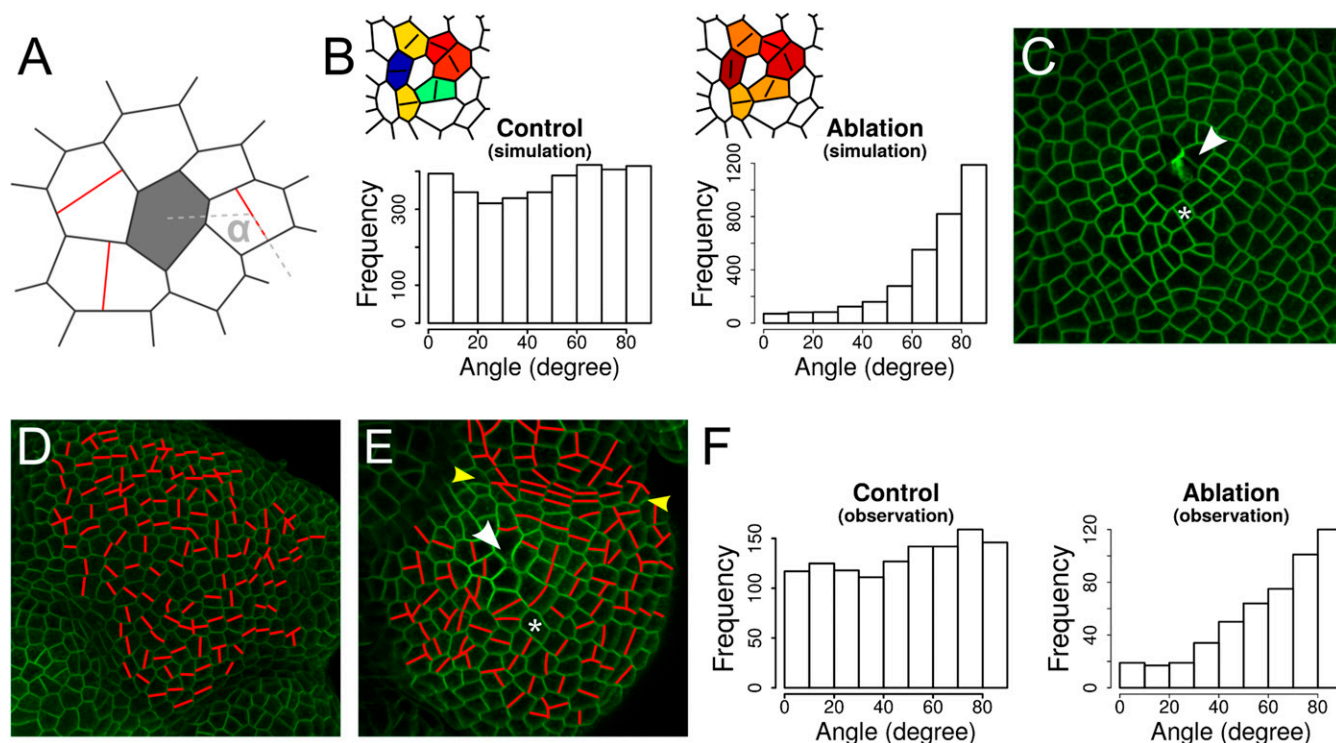 A
α
B
Control
(simulation)
Frequency
0
300
0 20 40 60 80
Angle (degree)
Ablation
(simulation)
Frequency
0 400 800 1200
0 20 40 60 80
Angle (degree)
C
*
D
E
*
F
Control
(observation)
Frequency
0 50 100 150
0 20 40 60 80
Angle (degree)
Ablation
(observation)
Frequency
0 40 80 120
0 20 40 60 80
Angle (degree)